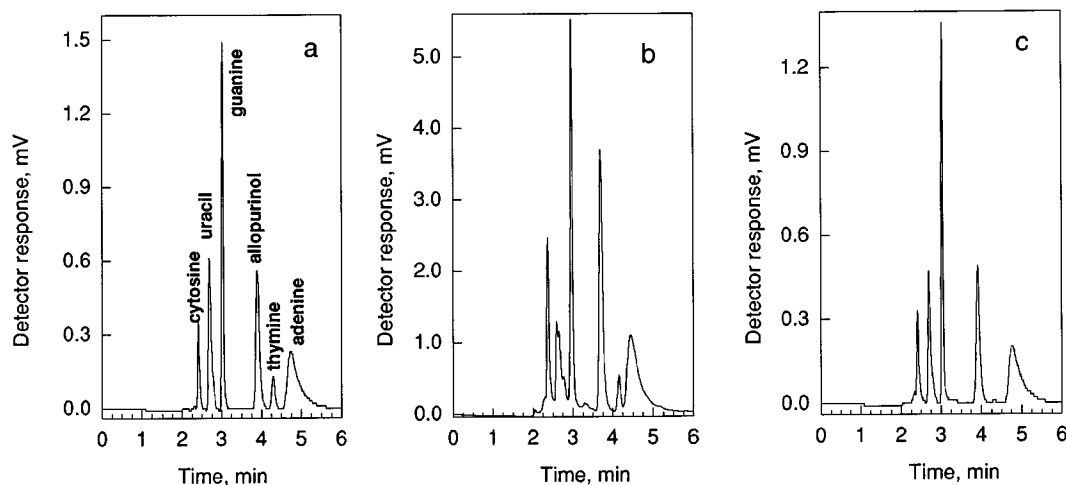 a
Detector response, mV
1.5
1.2
0.9
0.6
0.3
0.0
cytosine
uracil
guanine
allopurinol
thymine
adenine
0 1 2 3 4 5 6
Time, min
b
Detector response, mV
5.0
4.0
3.0
2.0
1.0
0.0
0 1 2 3 4 5 6
Time, min
c
Detector response, mV
1.2
0.9
0.6
0.3
0.0
0 1 2 3 4 5 6
Time, min